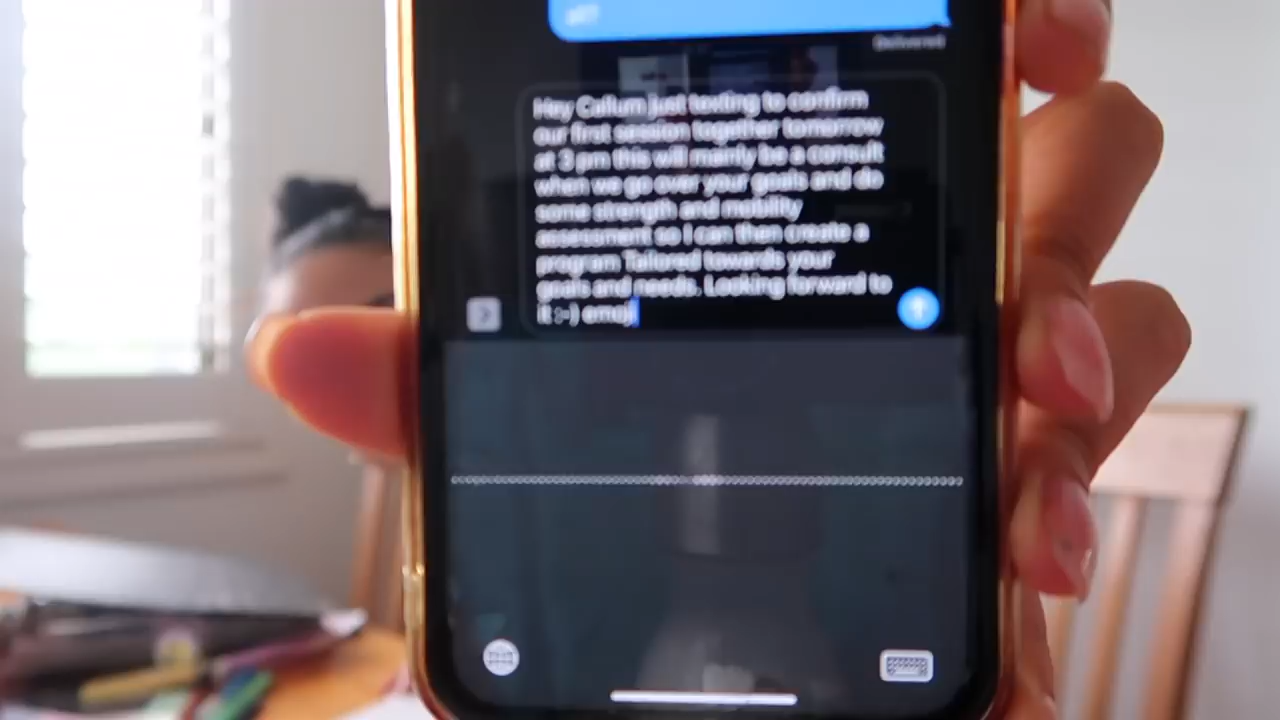 Delivered
Hey Callum just texting to confirm
our first session together tomorrow
at 3 pm this will mainly be a consult
when we go over your goals and do
some strength and mobility
assessment so I can then create a
program Tailored towards your
goals and needs. Looking forward to
it :-) emoji